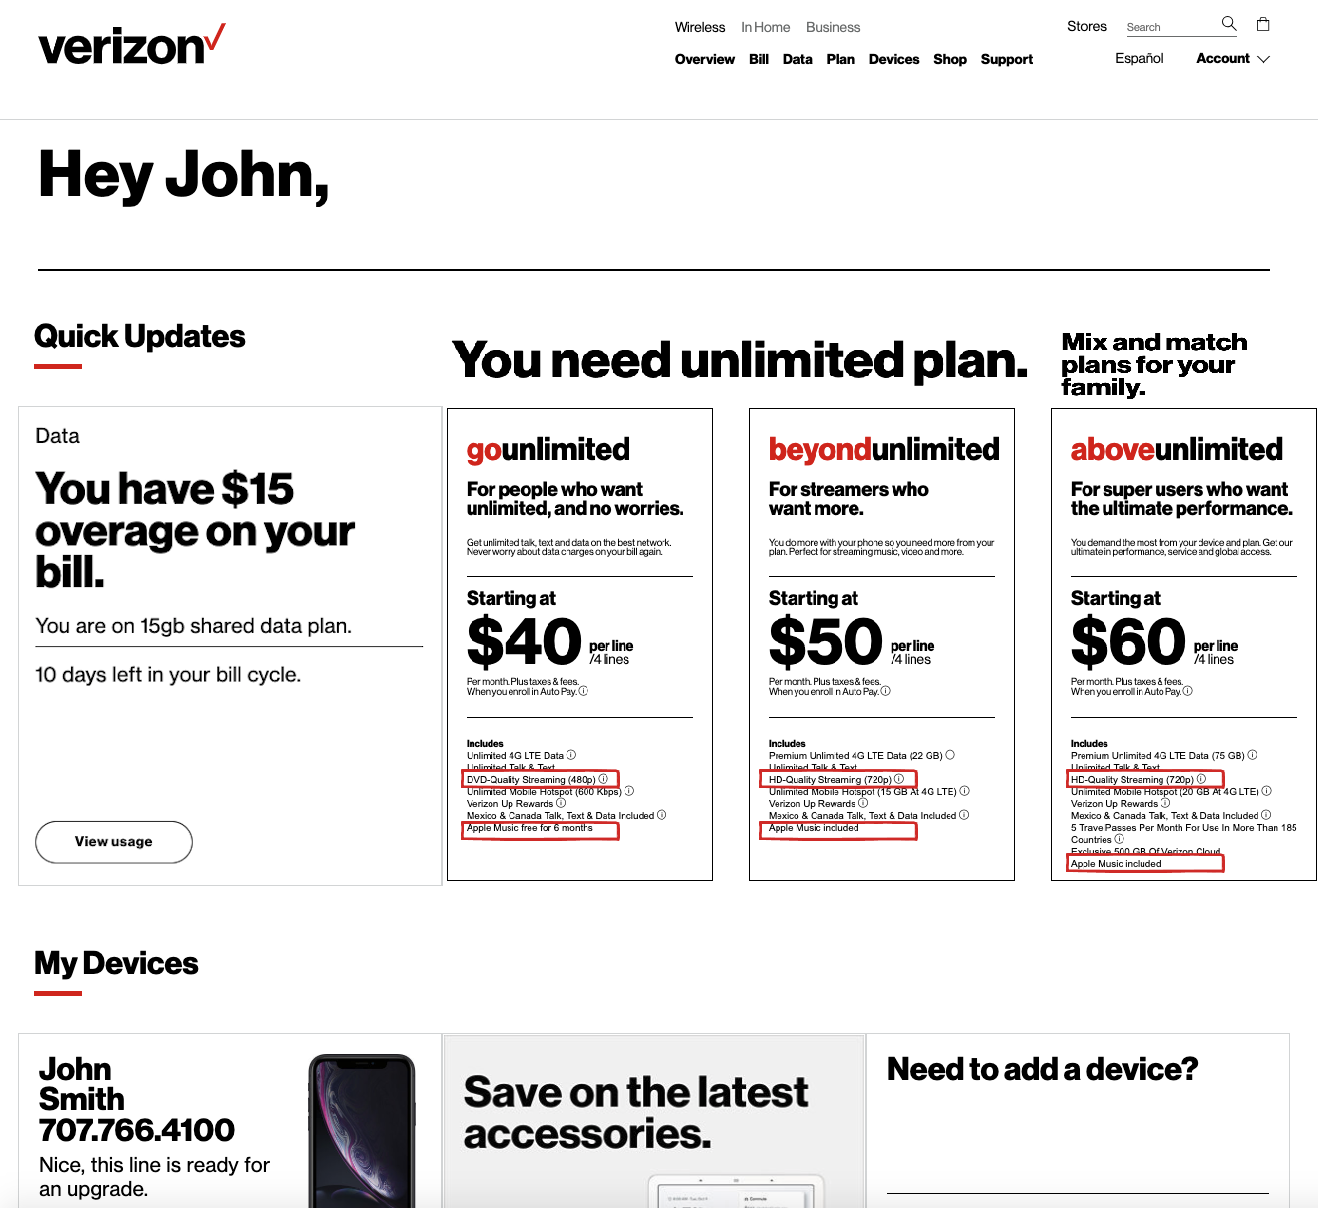 verizon
Wireless In Home Business
Stores Search
Overview Bill Data Plan Devices Shop Support
Español Account
Hey John,
Quick Updates
You need unlimited plan.
Mix and match
plans for your
family.
Data
You have $15
overage on your
bill.
You are on 15gb shared data plan.
10 days left in your bill cycle.
View usage
gounlimited
For people who want
unlimited, and no worries.
Get unlimited talk, text and data on the best network.
Never worry about data charges on your bill again.
Starting at
$40 per line
/4 lines
Per month. Plus taxes & fees.
When you enroll in Auto Pay.
Includes
Unlimited 4G LTE Data
Unlimited Talk & Text
DVD-Quality Streaming (480p)
Unlimited Mobile Hotspot (600 Kbps)
Verizon Up Rewards
Mexico & Canada Talk, Text & Data Included
Apple Music free for 6 months
beyondunlimited
For streamers who
want more.
You do more with your phone so you need more from your
plan. Perfect for streaming music, video and more.
Starting at
$50 per line
/4 lines
Per month. Plus taxes & fees.
When you enroll in Auto Pay.
Includes
Premium Unlimited 4G LTE Data (22 GB)
Unlimited Talk & Text
HD-Quality Streaming (720p)
Unlimited Mobile Hotspot (15 GB At 4G LTE)
Verizon Up Rewards
Mexico & Canada Talk, Text & Data Included
Apple Music included
aboveunlimited
For super users who want
the ultimate performance.
You demand the most from your device and plan. Get our
ultimate in performance, service and global access.
Starting at
$60 per line
/4 lines
Per month. Plus taxes & fees.
When you enroll in Auto Pay.
Includes
Premium Unlimited 4G LTE Data (75 GB)
Unlimited Talk & Text
HD-Quality Streaming (720p)
Unlimited Mobile Hotspot (20 GB At 4G LTE)
Verizon Up Rewards
Mexico & Canada Talk, Text & Data Included
5 TravelPasses Per Month For Use In More Than 185
Countries
Exclusive 500 GB Of Verizon Cloud
Apple Music included
My Devices
John
Smith
707.766.4100
Nice, this line is ready for
an upgrade.
Save on the latest
accessories.
Need to add a device?